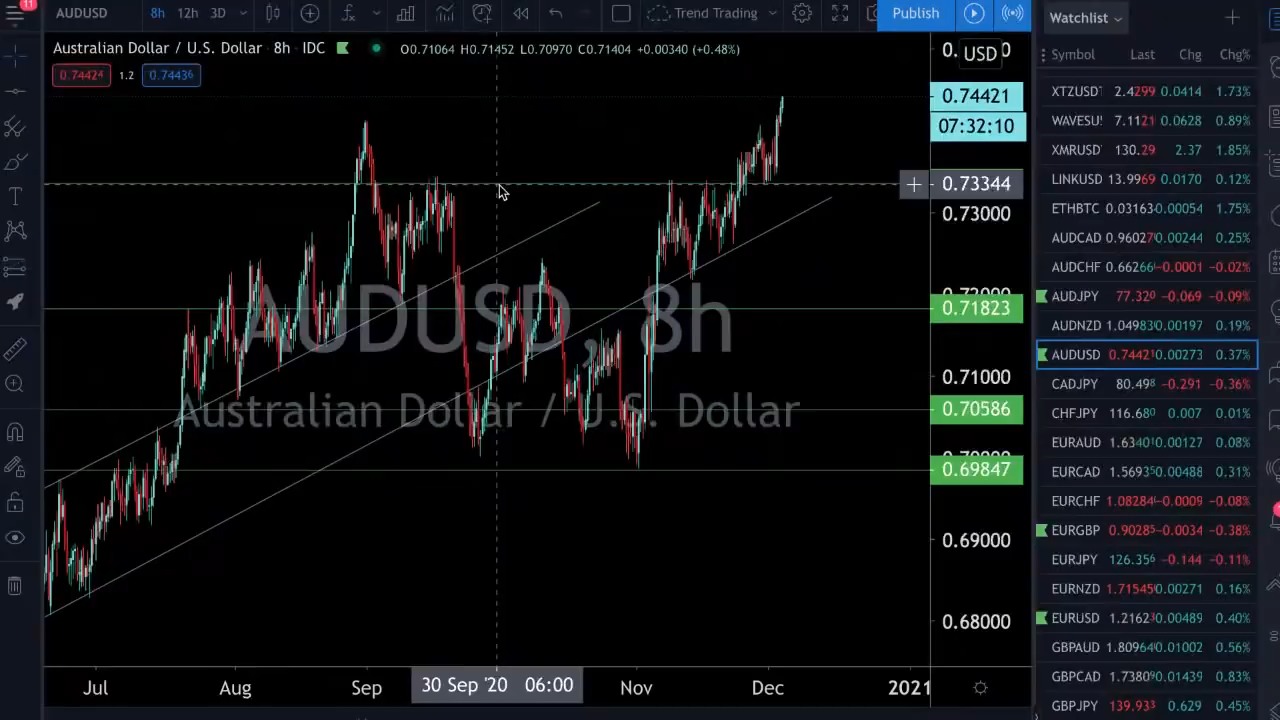 11
AUDUSD 8h 12h 3D Trend Trading Publish Watchlist
Australian Dollar / U.S. Dollar 8h · IDC O0.71064 H0.71452 L0.70970 C0.71404 +0.00340 (+0.48%)
0.74424 1.2 0.74436
USD
0.74421
07:32:10
0.73344
0.73000
0.71823
0.71000
0.70586
0.69847
0.69000
0.68000
AUDUSD, 8h
Australian Dollar / U.S. Dollar
Jul Aug Sep 30 Sep '20 06:00 Nov Dec 2021
Symbol Last Chg Chg%
XTZUSD 2.4299 0.0414 1.73%
WAVESU 7.1121 0.0628 0.89%
XMRUSD 130.29 2.37 1.85%
LINKUSD 13.9969 0.0170 0.12%
ETHBTC 0.03163 0.00054 1.75%
AUDCAD 0.96027 0.00244 0.25%
AUDCHF 0.66266 -0.0001 -0.02%
AUDJPY 77.320 -0.069 -0.09%
AUDNZD 1.04983 0.00197 0.19%
AUDUSD 0.74421 0.00273 0.37%
CADJPY 80.498 -0.291 -0.36%
CHFJPY 116.680 0.007 0.01%
EURAUD 1.63401 0.00127 0.08%
EURCAD 1.56935 0.00488 0.31%
EURCHF 1.08284 -0.0009 -0.08%
EURGBP 0.90285 -0.0034 -0.38%
EURJPY 126.356 -0.144 -0.11%
EURNZD 1.71545 0.00271 0.16%
EURUSD 1.21623 0.00489 0.40%
GBPAUD 1.80964 0.01002 0.56%
GBPCAD 1.73809 0.01439 0.83%
GBPJPY 139.933 0.629 0.45%